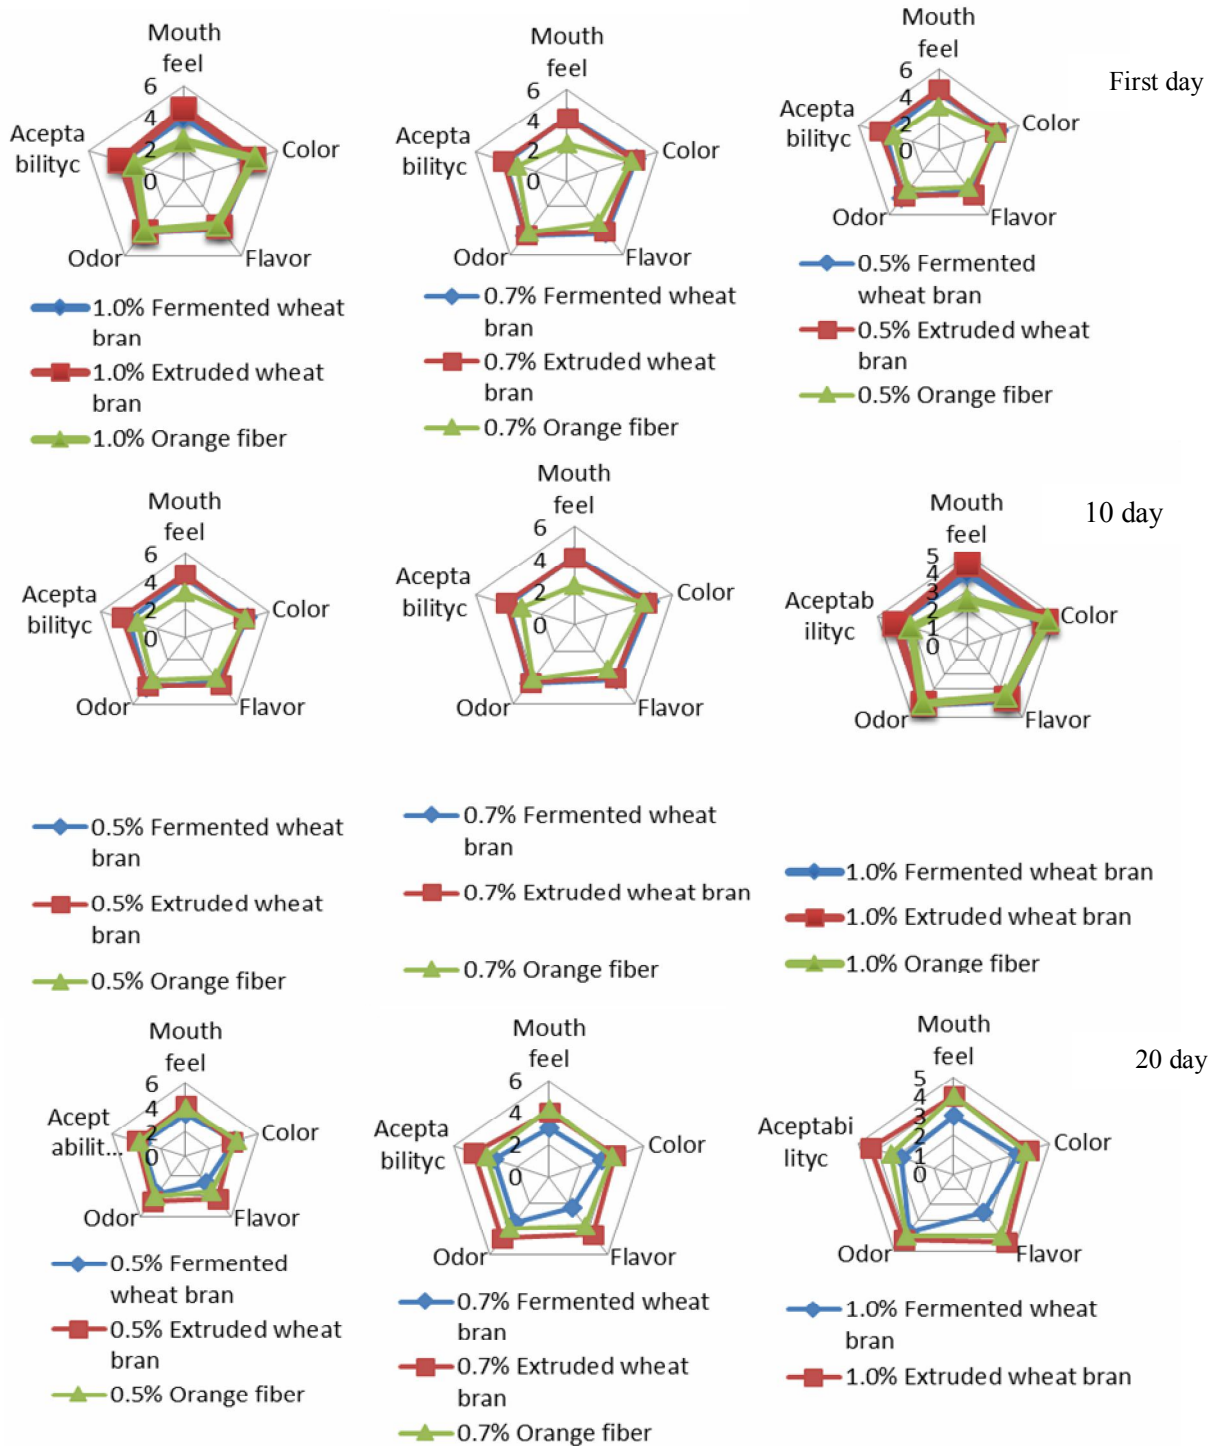 Mouth
feel
6
4
2
0
Acepta
bilityc
Color
Odor
Flavor
1.0% Fermented wheat
bran
1.0% Extruded wheat
bran
1.0% Orange fiber
Mouth
feel
6
4
2
0
Acepta
bilityc
Color
Odor
Flavor
0.7% Fermented wheat
bran
0.7% Extruded wheat
bran
0.7% Orange fiber
Mouth
feel
6
4
2
0
Acepta
bilityc
Color
Odor
Flavor
0.5% Fermented
wheat bran
0.5% Extruded wheat
bran
0.5% Orange fiber
First day
Mouth
feel
6
4
2
0
Acepta
bilityc
Color
Odor
Flavor
0.5% Fermented wheat
bran
0.5% Extruded wheat
bran
0.5% Orange fiber
Mouth
feel
6
4
2
0
Acepta
bilityc
Color
Odor
Flavor
0.7% Fermented wheat
bran
0.7% Extruded wheat bran
0.7% Orange fiber
10 day
Mouth
feel
5
4
3
2
1
0
Aceptab
ilityc
Color
Odor
Flavor
1.0% Fermented wheat bran
1.0% Extruded wheat bran
1.0% Orange fiber
Mouth
feel
6
4
2
0
Acept
abilit...
Color
Odor
Flavor
0.5% Fermented
wheat bran
0.5% Extruded wheat
bran
0.5% Orange fiber
Mouth
feel
6
4
2
0
Acepta
bilityc
Color
Odor
Flavor
0.7% Fermented wheat
bran
0.7% Extruded wheat
bran
0.7% Orange fiber
20 day
Mouth
feel
5
4
3
2
1
0
Aceptabi
lityc
Color
Odor
Flavor
1.0% Fermented wheat
bran
1.0% Extruded wheat bran